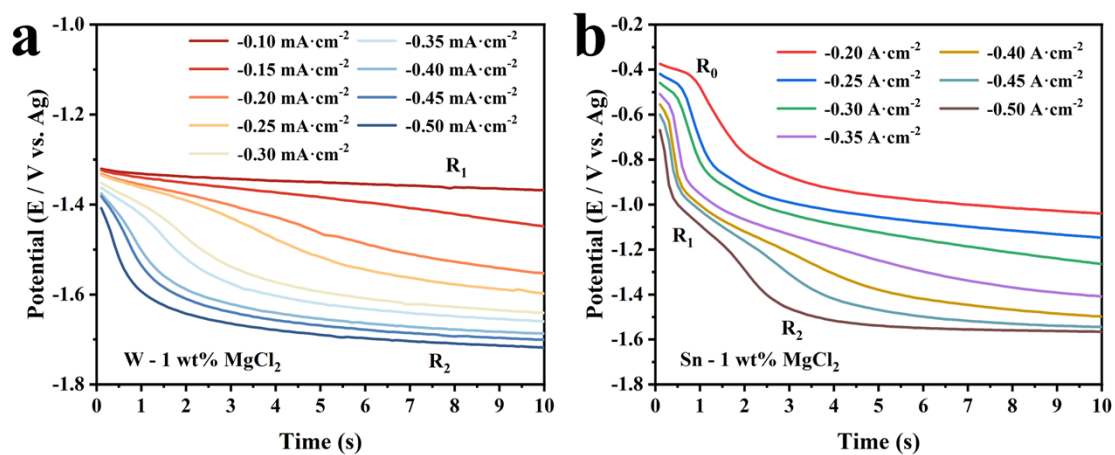 a
-1.0
-1.2
-1.4
-1.6
-1.8
Potential (E / V vs. Ag)
-0.10 mA·cm⁻²
-0.15 mA·cm⁻²
-0.20 mA·cm⁻²
-0.25 mA·cm⁻²
-0.30 mA·cm⁻²
-0.35 mA·cm⁻²
-0.40 mA·cm⁻²
-0.45 mA·cm⁻²
-0.50 mA·cm⁻²
R₁
R₂
W - 1 wt% MgCl₂
0 1 2 3 4 5 6 7 8 9 10
Time (s)
b
-0.2
-0.4
-0.6
-0.8
-1.0
-1.2
-1.4
-1.6
-1.8
Potential (E / V vs. Ag)
R₀
-0.20 A·cm⁻²
-0.25 A·cm⁻²
-0.30 A·cm⁻²
-0.35 A·cm⁻²
-0.40 A·cm⁻²
-0.45 A·cm⁻²
-0.50 A·cm⁻²
R₁
R₂
Sn - 1 wt% MgCl₂
0 1 2 3 4 5 6 7 8 9 10
Time (s)